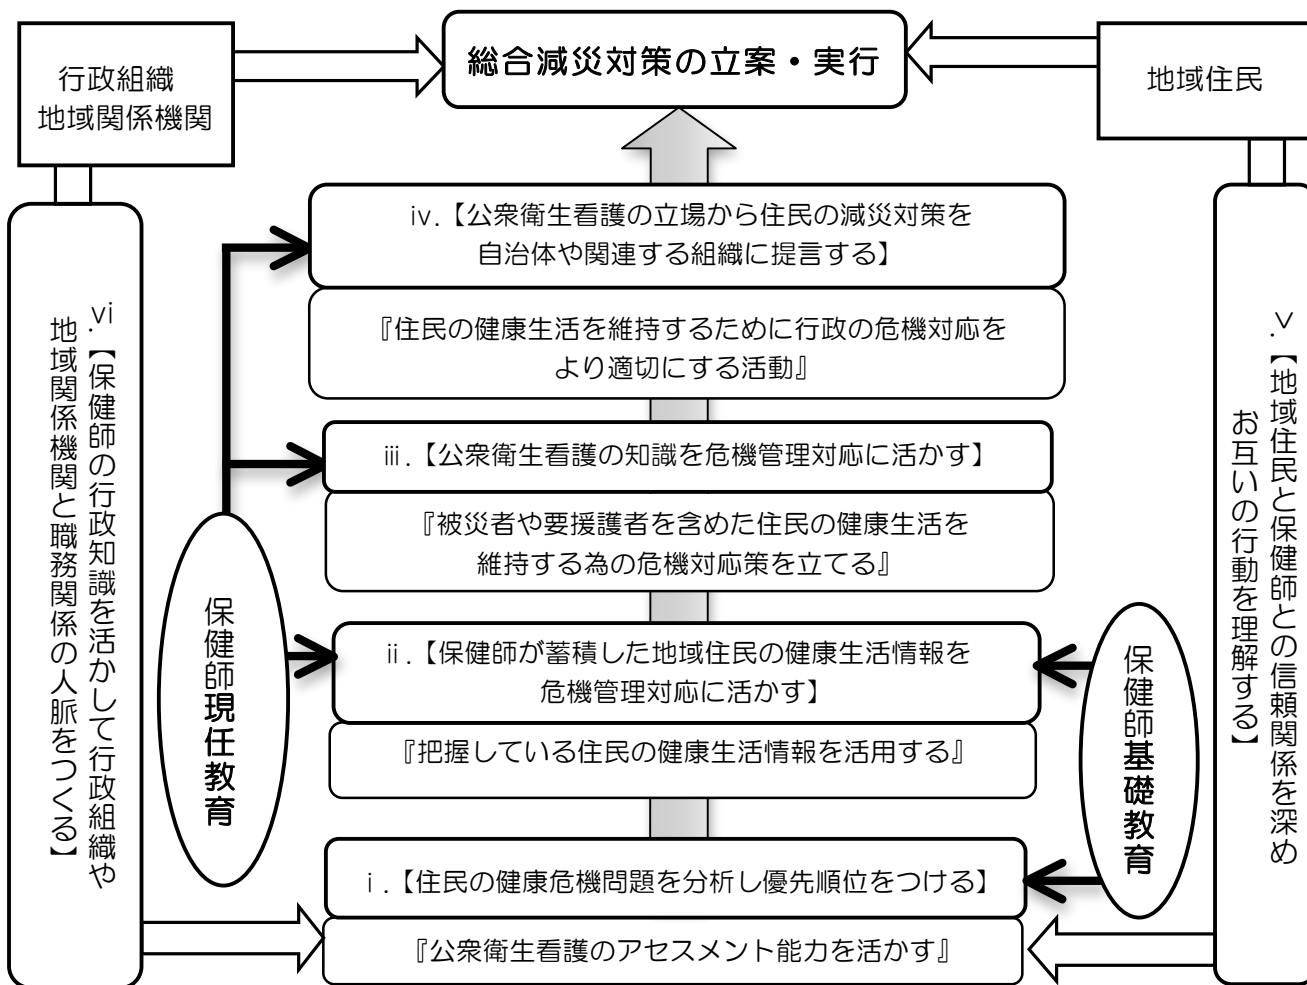 行政組織
地域関係機関
総合減災対策の立案・実行
地域住民
ⅳ.【公衆衛生看護の立場から住民の減災対策を
自治体や関連する組織に提言する】
『住民の健康生活を維持するために行政の危機対応を
より適切にする活動』
ⅲ.【公衆衛生看護の知識を危機管理対応に活かす】
『被災者や要援護者を含めた住民の健康生活を
維持する為の危機対応策を立てる』
ⅱ.【保健師が蓄積した地域住民の健康生活情報を
危機管理対応に活かす】
『把握している住民の健康生活情報を活用する』
ⅰ.【住民の健康危機問題を分析し優先順位をつける】
『公衆衛生看護のアセスメント能力を活かす』
ⅵ.【保健師の行政知識を活かして行政組織や
地域関係機関と職務関係の人脈をつくる】
保健師現任教育
保健師基礎教育
ⅴ.【地域住民と保健師との信頼関係を深め
お互いの行動を理解する】